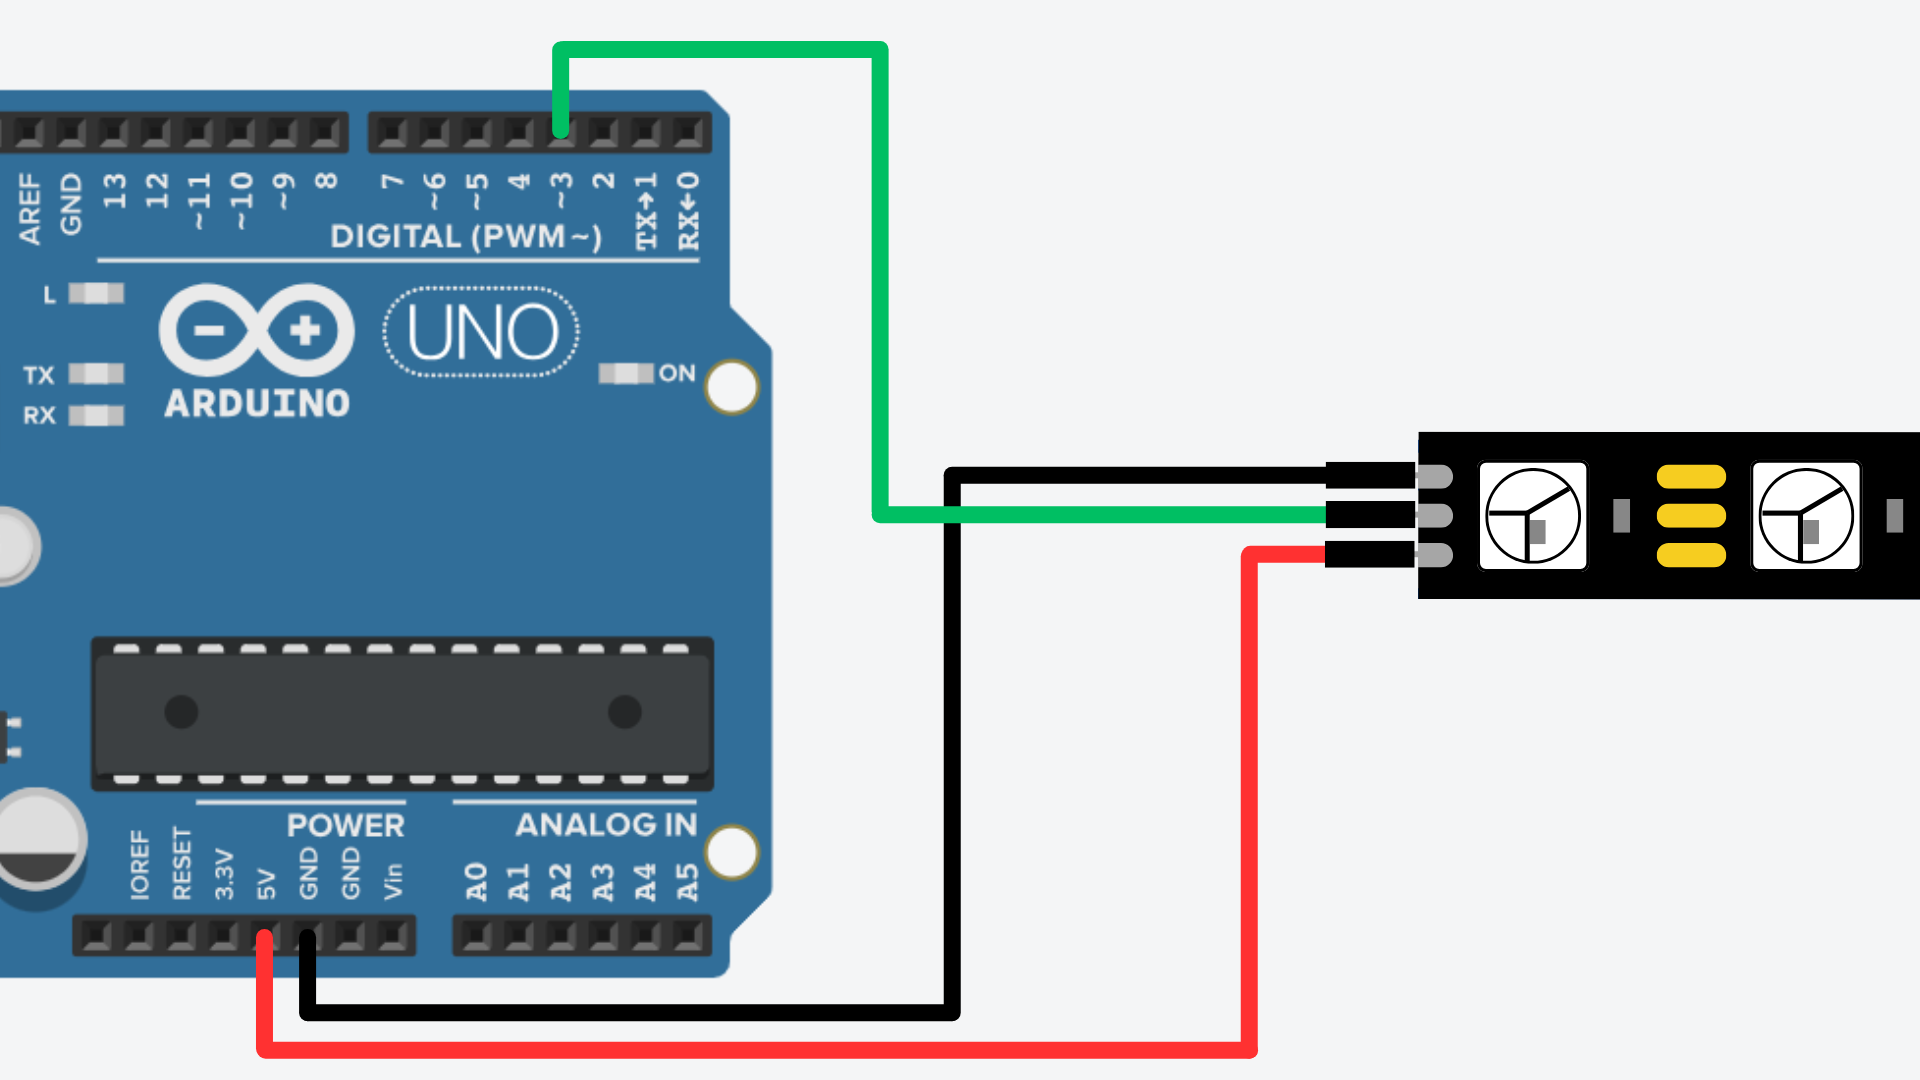 AREF GND 13 12 ~11 ~10 ~9 8 7 ~6 ~5 4 ~3 2 TX→1 RX←0
DIGITAL (PWM~)
L
UNO
TX
ON
RX
ARDUINO
POWER
ANALOG IN
IOREF RESET 3.3V 5V GND GND Vin A0 A1 A2 A3 A4 A5